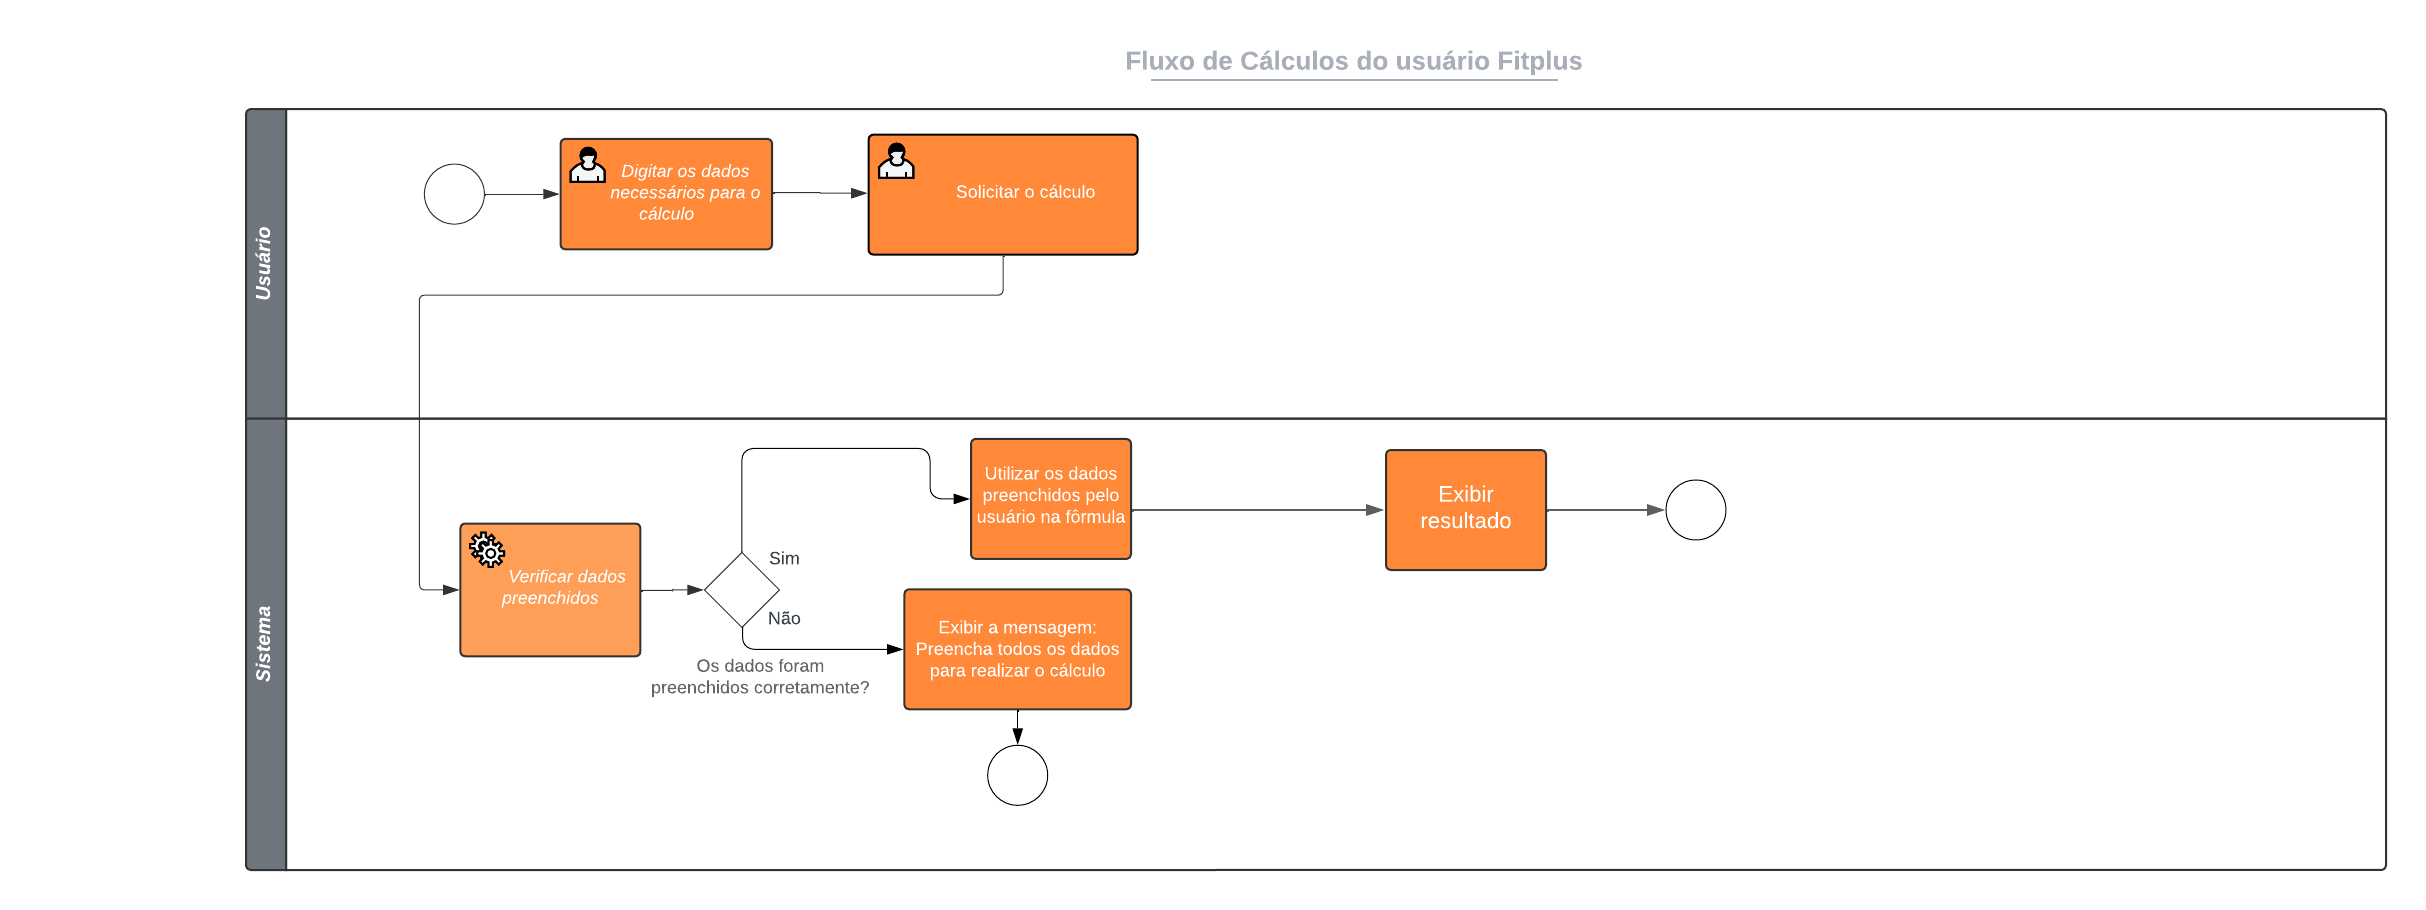 Fluxo de Cálculos do usuário Fitplus
Usuário
Digitar os dados
necessários para o
cálculo
Solicitar o cálculo
Sistema
Verificar dados
preenchidos
Sim
Não
Os dados foram
preenchidos corretamente?
Utilizar os dados
preenchidos pelo
usuário na fôrmula
Exibir a mensagem:
Preencha todos os dados
para realizar o cálculo
Exibir
resultado